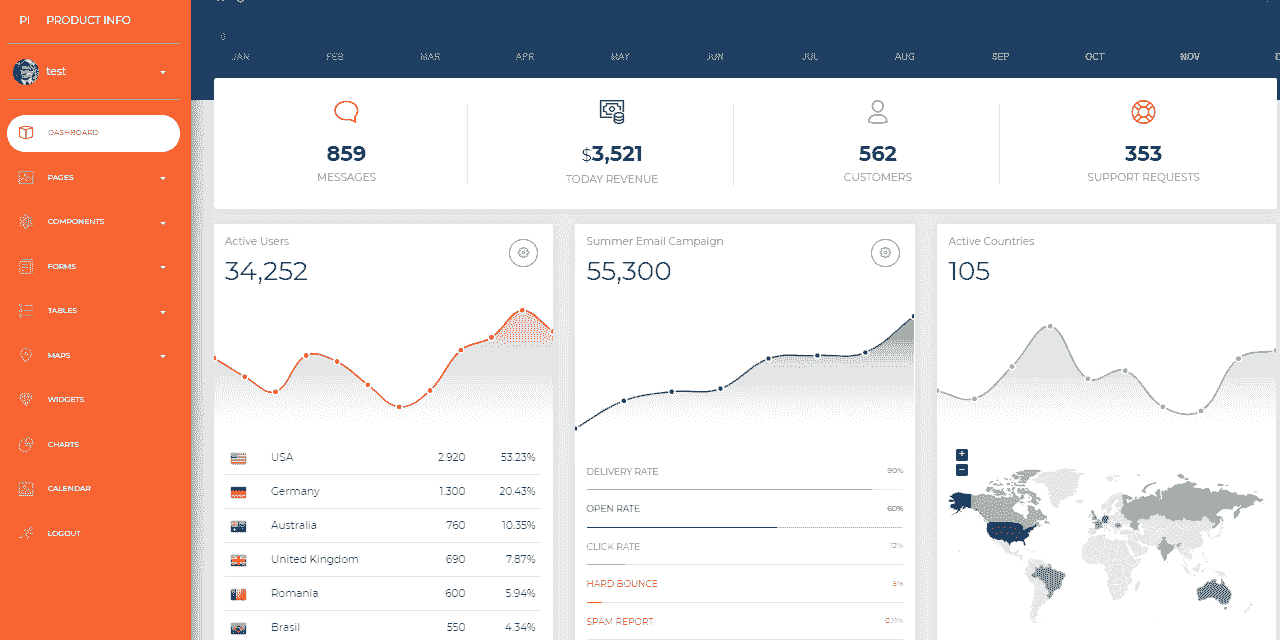 PI PRODUCT INFO
test
DASHBOARD
PAGES
COMPONENTS
FORMS
TABLES
MAPS
WIDGETS
CHARTS
CALENDAR
LOGOUT
0
JAN FEB MAR APR MAY JUN JUL AUG SEP OCT NOV
859
MESSAGES
$3,521
TODAY REVENUE
562
CUSTOMERS
353
SUPPORT REQUESTS
Active Users
34,252
USA 2.920 53.23%
Germany 1.300 20.43%
Australia 760 10.35%
United Kingdom 690 7.87%
Romania 600 5.94%
Brasil 550 4.34%
Summer Email Campaign
55,300
DELIVERY RATE 90%
OPEN RATE 60%
CLICK RATE 12%
HARD BOUNCE 5%
SPAM REPORT 0.11%
Active Countries
105
+
−